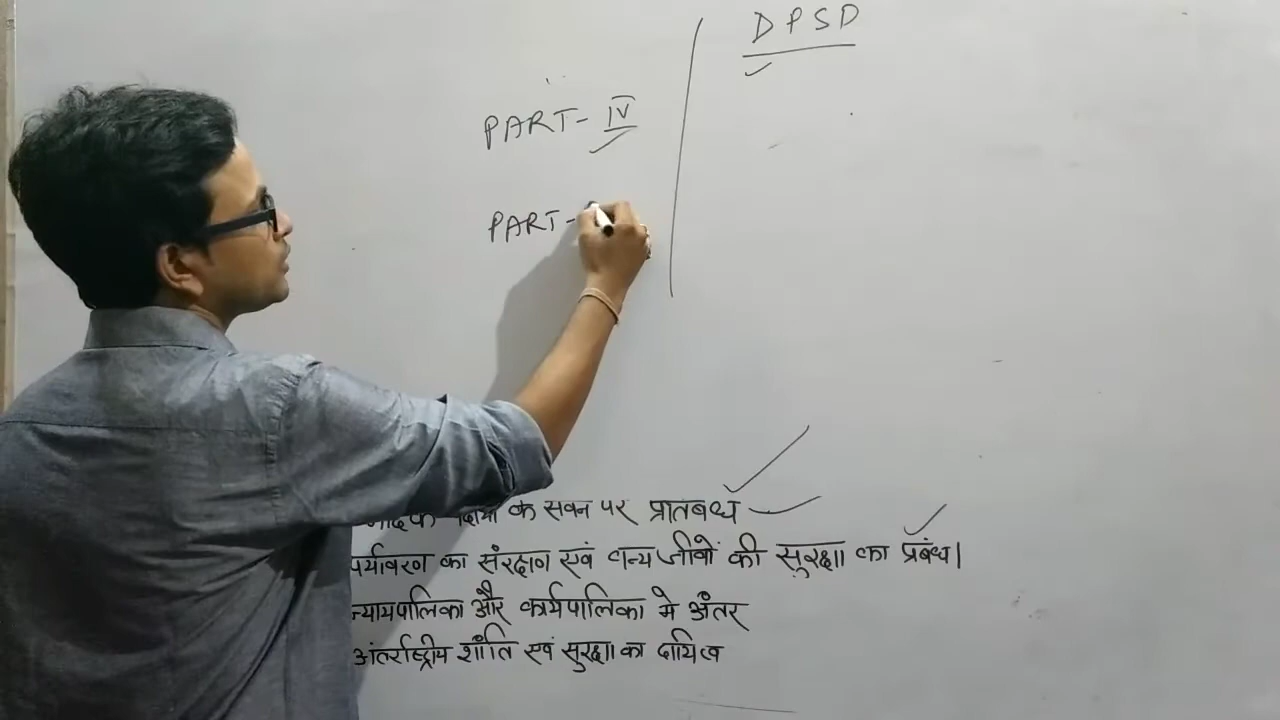 DPSD
PART- IV
PART-
के सेवन पर प्रतिबंध
पर्यावरण का संरक्षण एवं वन्य जीवों की सुरक्षा का प्रबंध।
न्यायपालिका और कार्यपालिका मे अंतर
अंतर्राष्ट्रीय शांति एवं सुरक्षा का दायित्व